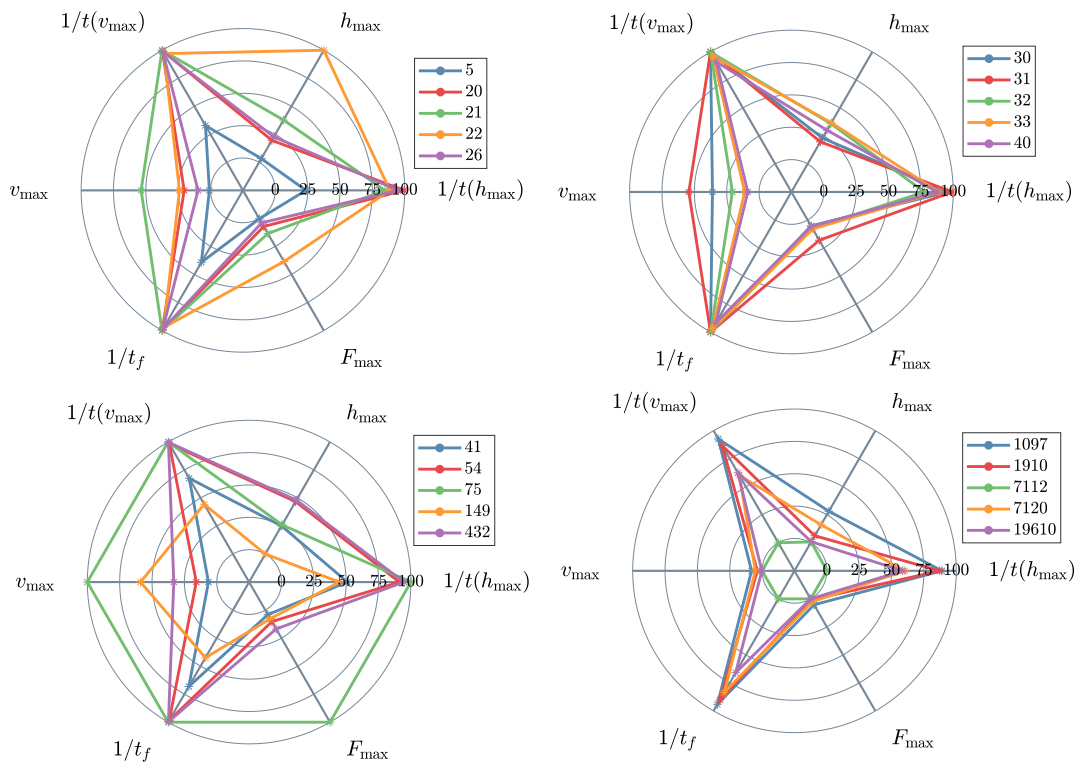 1/t(v_max)
h_max
5
20
21
22
26
v_max
0 25 50 75 100
1/t(h_max)
1/t_f
F_max
1/t(v_max)
h_max
30
31
32
33
40
v_max
0 25 50 75 100
1/t(h_max)
1/t_f
F_max
1/t(v_max)
h_max
41
54
75
149
432
v_max
0 25 50 75 100
1/t(h_max)
1/t_f
F_max
1/t(v_max)
h_max
1097
1910
7112
7120
19610
v_max
0 25 50 75 100
1/t(h_max)
1/t_f
F_max